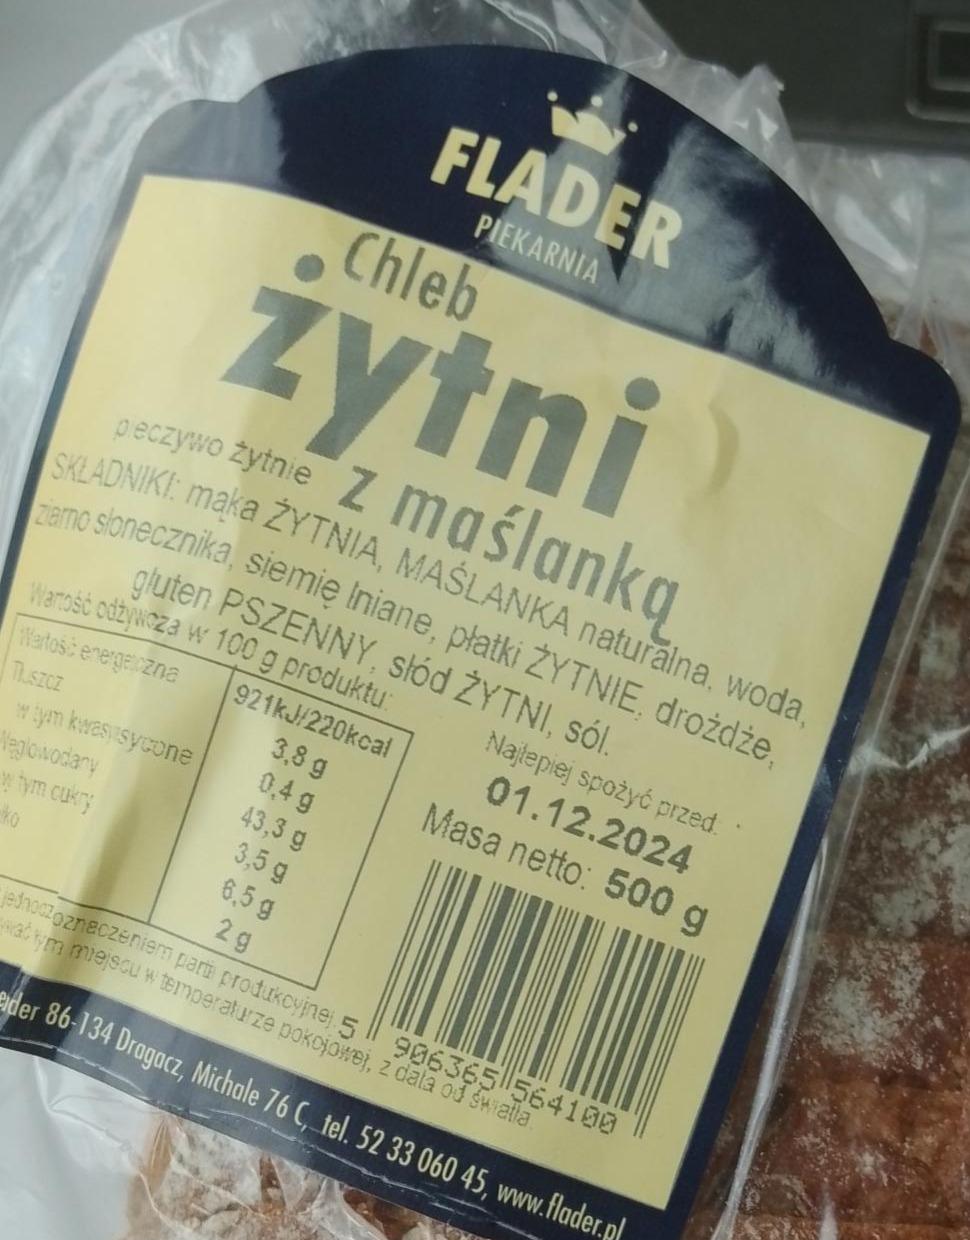 FLADER
PIEKARNIA
Chleb
żytni
z maślanką
pieczywo żytnie
SKŁADNIKI: mąka ŻYTNIA, MAŚLANKA naturalna, woda,
ziarno słonecznika, siemię lniane, płatki ŻYTNIE, drożdże,
gluten PSZENNY, słód ŻYTNI, sól.
Wartość odżywcza w 100 g produktu:
Wartość energetyczna 921kJ/220kcal
Tłuszcz 3,8 g
w tym kwasy 0,4 g
Węglowodany 43,3 g
w tym cukry 3,5 g
6,5 g
2 g
Najlepiej spożyć przed:
01.12.2024
Masa netto: 500 g
oznaczeniem partii produkcyjnej.
tym miejscu w temperaturze pokojowej, z dala od światła.
5 906365 564100
86-134 Dragacz, Michale 76 C, tel. 52 33 060 45, www.flader.pl